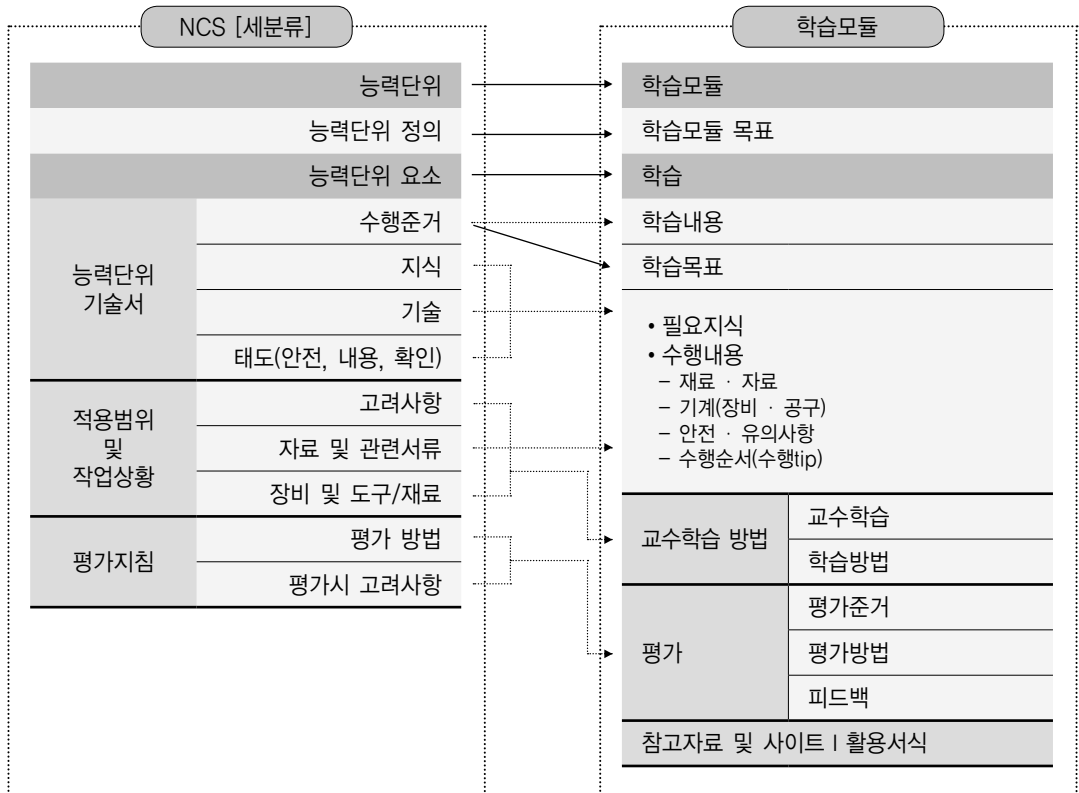 NCS [세분류]
능력단위
능력단위 정의
능력단위 요소
능력단위
기술서
수행준거
지식
기술
태도(안전, 내용, 확인)
적용범위
및
작업상황
고려사항
자료 및 관련서류
장비 및 도구/재료
평가지침
평가 방법
평가시 고려사항
학습모듈
학습모듈
학습모듈 목표
학습
학습내용
학습목표
• 필요지식
• 수행내용
– 재료 · 자료
– 기계(장비 · 공구)
– 안전 · 유의사항
– 수행순서(수행tip)
교수학습 방법
교수학습
학습방법
평가
평가준거
평가방법
피드백
참고자료 및 사이트 I 활용서식